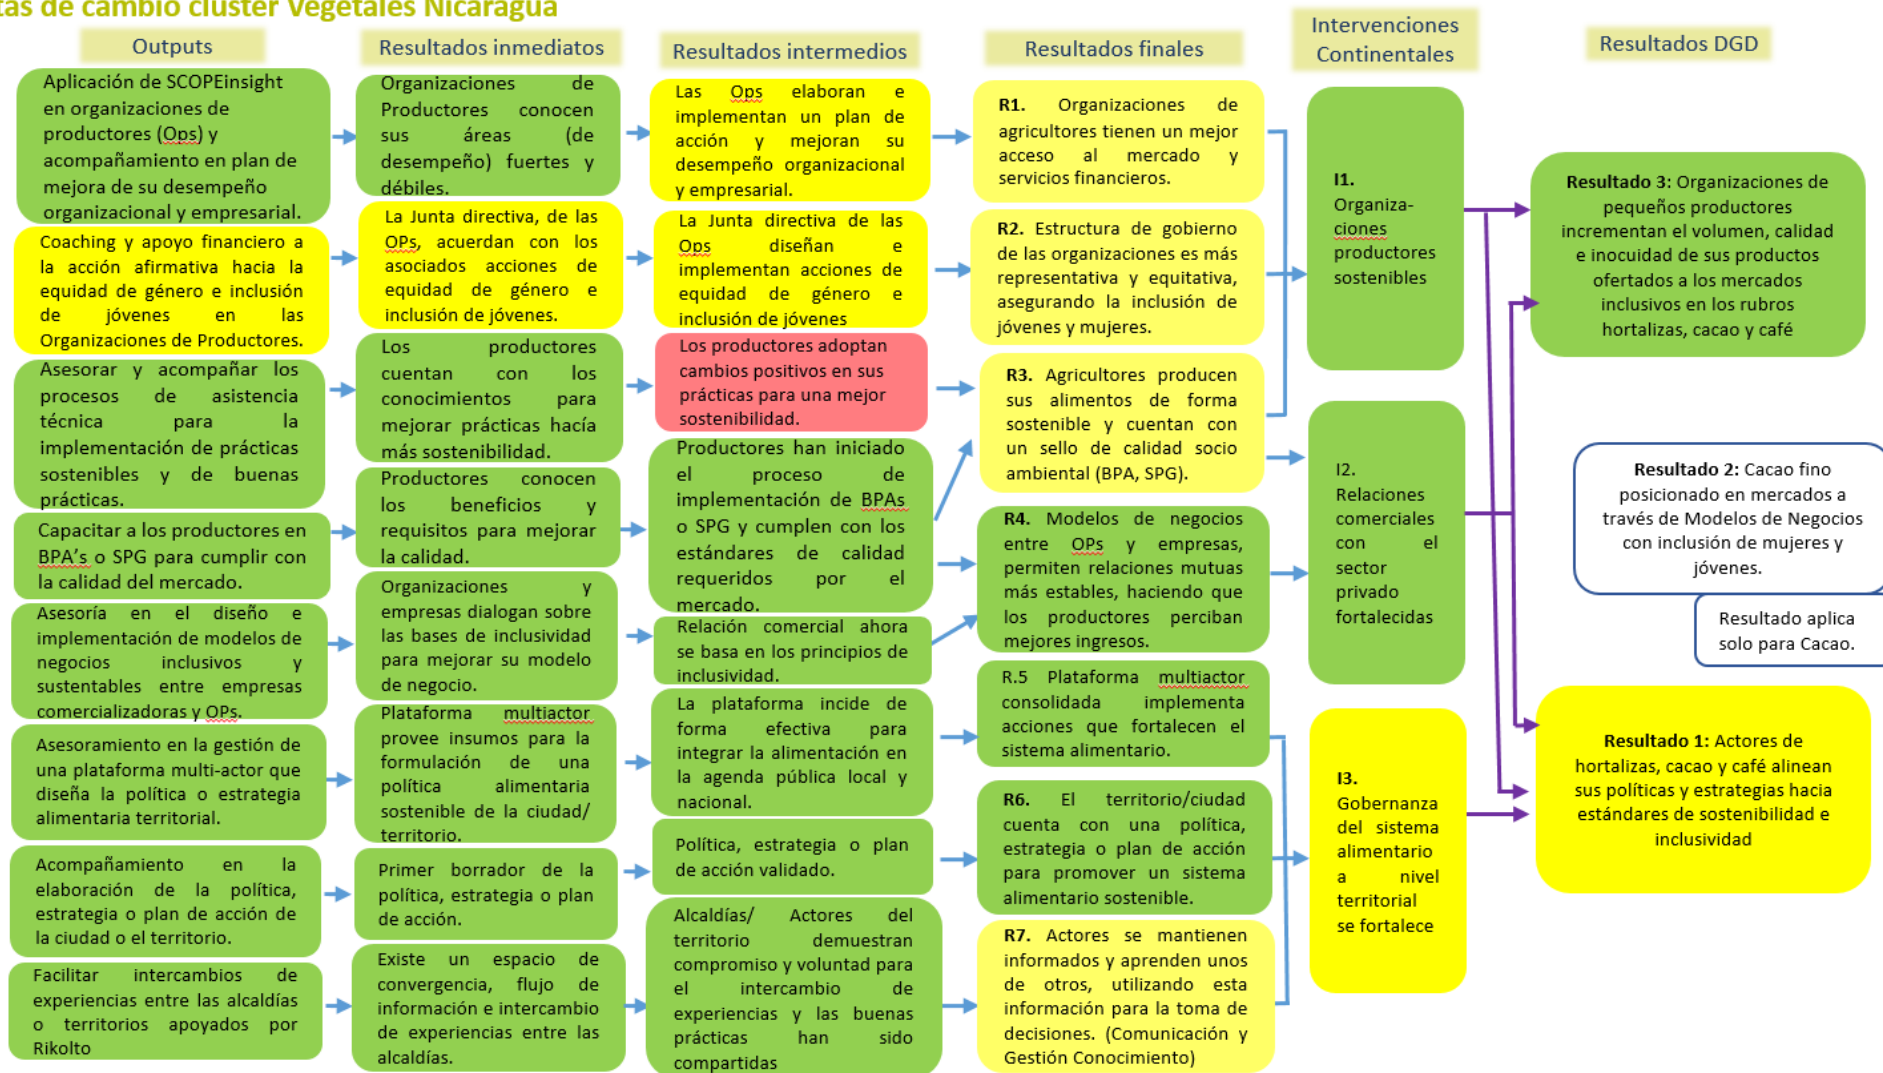 tas de cambio cluster Vegetales Nicaragua
Outputs
Aplicación de SCOPEinsight
en organizaciones de
productores (Ops) y
acompañamiento en plan de
mejora de su desempeño
organizacional y empresarial.
Coaching y apoyo financiero a
la acción afirmativa hacia la
equidad de género e inclusión
de jóvenes en las
Organizaciones de Productores.
Asesorar y acompañar los
procesos de asistencia
técnica para la
implementación de prácticas
sostenibles y de buenas
prácticas.
Capacitar a los productores en
BPA's o SPG para cumplir con
la calidad del mercado.
Asesoría en el diseño e
implementación de modelos de
negocios inclusivos y
sustentables entre empresas
comercializadoras y OPs.
Asesoramiento en la gestión de
una plataforma multi-actor que
diseña la política o estrategia
alimentaria territorial.
Acompañamiento en la
elaboración de la política,
estrategia o plan de acción de
la ciudad o el territorio.
Facilitar intercambios de
experiencias entre las alcaldías
o territorios apoyados por
Rikolto
Resultados inmediatos
Organizaciones de
Productores conocen
sus áreas (de
desempeño) fuertes y
débiles.
La Junta directiva, de las
OPs, acuerdan con los
asociados acciones de
equidad de género e
inclusión de jóvenes.
Los productores
cuentan con los
conocimientos para
mejorar prácticas hacía
más sostenibilidad.
Productores conocen
los beneficios y
requisitos para mejorar
la calidad.
Organizaciones y
empresas dialogan sobre
las bases de inclusividad
para mejorar su modelo
de negocio.
Plataforma multiactor
provee insumos para la
formulación de una
política alimentaria
sostenible de la ciudad/
territorio.
Primer borrador de la
política, estrategia o plan
de acción.
Existe un espacio de
convergencia, flujo de
información e intercambio
de experiencias entre las
alcaldías.
Resultados intermedios
Las Ops elaboran e
implementan un plan de
acción y mejoran su
desempeño organizacional
y empresarial.
La Junta directiva de las
Ops diseñan e
implementan acciones de
equidad de género e
inclusión de jóvenes
Los productores adoptan
cambios positivos en sus
prácticas para una mejor
sostenibilidad.
Productores han iniciado
el proceso de
implementación de BPAs
o SPG y cumplen con los
estándares de calidad
requeridos por el
mercado.
Relación comercial ahora
se basa en los principios de
inclusividad.
La plataforma incide de
forma efectiva para
integrar la alimentación en
la agenda pública local y
nacional.
Política, estrategia o plan
de acción validado.
Alcaldías/ Actores del
territorio demuestran
compromiso y voluntad para
el intercambio de
experiencias y las buenas
prácticas han sido
compartidas
Resultados finales
R1. Organizaciones de
agricultores tienen un mejor
acceso al mercado y
servicios financieros.
R2. Estructura de gobierno
de las organizaciones es más
representativa y equitativa,
asegurando la inclusión de
jóvenes y mujeres.
R3. Agricultores producen
sus alimentos de forma
sostenible y cuentan con
un sello de calidad socio
ambiental (BPA, SPG).
R4. Modelos de negocios
entre OPs y empresas,
permiten relaciones mutuas
más estables, haciendo que
los productores perciban
mejores ingresos.
R.5 Plataforma multiactor
consolidada implementa
acciones que fortalecen el
sistema alimentario.
R6. El territorio/ciudad
cuenta con una política,
estrategia o plan de acción
para promover un sistema
alimentario sostenible.
R7. Actores se mantienen
informados y aprenden unos
de otros, utilizando esta
información para la toma de
decisiones. (Comunicación y
Gestión Conocimiento)
Intervenciones
Continentales
I1.
Organiza-
ciones
productores
sostenibles
I2.
Relaciones
comerciales
con el
sector
privado
fortalecidas
I3.
Gobernanza
del sistema
alimentario
a nivel
territorial
se fortalece
Resultados DGD
Resultado 3: Organizaciones de
pequeños productores
incrementan el volumen, calidad
e inocuidad de sus productos
ofertados a los mercados
inclusivos en los rubros
hortalizas, cacao y café
Resultado 2: Cacao fino
posicionado en mercados a
través de Modelos de Negocios
con inclusión de mujeres y
jóvenes.
Resultado aplica
solo para Cacao.
Resultado 1: Actores de
hortalizas, cacao y café alinean
sus políticas y estrategias hacia
estándares de sostenibilidad e
inclusividad